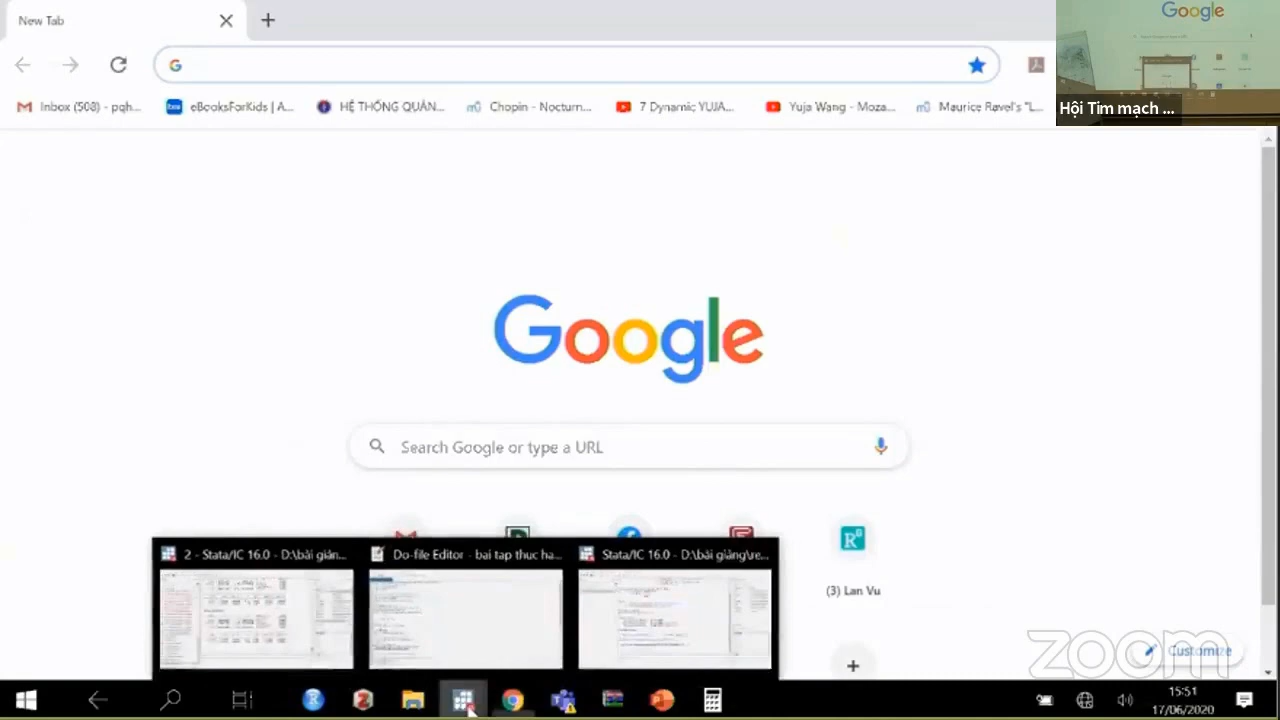 New Tab
Inbox (508) - pqh...
eBooksForKids | A...
HỆ THỐNG QUẢN...
Chopin - Nocturn...
7 Dynamic YUJA...
Yuja Wang - Moza...
Maurice Ravel's "L...
Google
Hội Tim mạch ...
Google
Search Google or type a URL
2 - Stata/IC 16.0 - D:\bài giản...
Do-file Editor - bai tap thuc ha...
Stata/IC 16.0 - D:\bài giảng\re...
(3) Lan Vu
zoom
Customize
15:51
17/06/2020